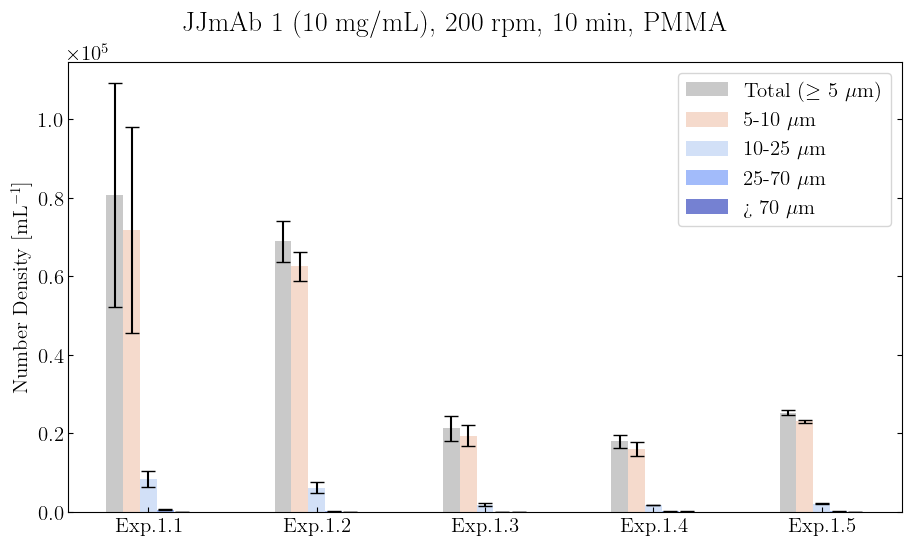 JJmAb 1 (10 mg/mL), 200 rpm, 10 min, PMMA
×10⁵
Total (≥ 5 μm)
5-10 μm
10-25 μm
25-70 μm
¿ 70 μm
1.0
0.8
0.6
0.4
0.2
0.0
Number Density [mL⁻¹]
Exp.1.1 Exp.1.2 Exp.1.3 Exp.1.4 Exp.1.5